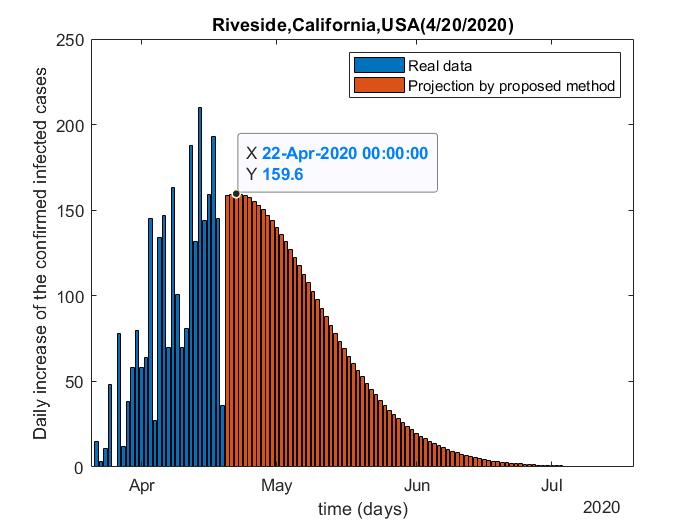 Riveside,California,USA(4/20/2020)
Daily increase of the confirmed infected cases
250
200
150
100
50
0
Real data
Projection by proposed method
X 22-Apr-2020 00:00:00
Y 159.6
Apr May Jun Jul
time (days)
2020